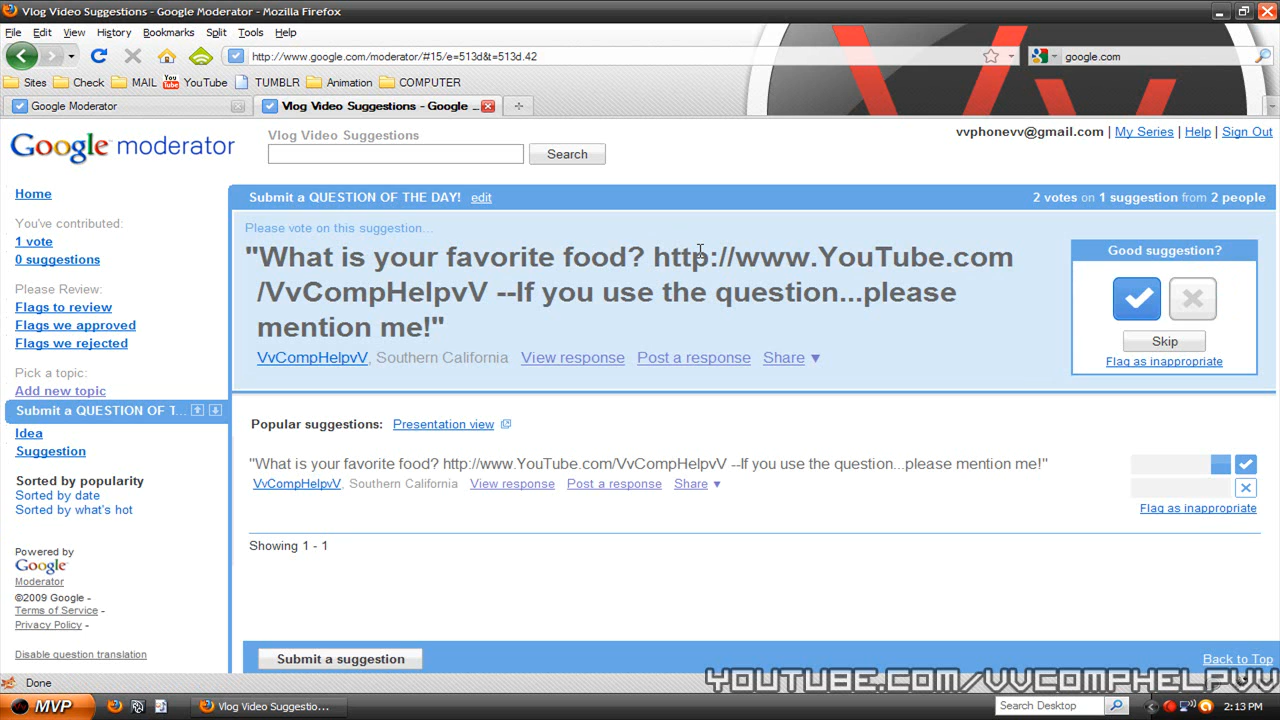 Vlog Video Suggestions - Google Moderator - Mozilla Firefox
File Edit View History Bookmarks Split Tools Help
http://www.google.com/moderator/#15/e=513d&t=513d.42
google.com
Sites Check MAIL YouTube TUMBLR Animation COMPUTER
Google Moderator
Vlog Video Suggestions - Google ...
Google moderator
Vlog Video Suggestions
Search
vvphonevv@gmail.com | My Series | Help | Sign Out
Home
You've contributed:
1 vote
0 suggestions
Please Review:
Flags to review
Flags we approved
Flags we rejected
Pick a topic:
Add new topic
Submit a QUESTION OF T...
Idea
Suggestion
Sorted by popularity
Sorted by date
Sorted by what's hot
Powered by
Google
Moderator
©2009 Google -
Terms of Service -
Privacy Policy -
Disable question translation
Submit a QUESTION OF THE DAY! edit
2 votes on 1 suggestion from 2 people
Please vote on this suggestion...
"What is your favorite food? http://www.YouTube.com
/VvCompHelpvV --If you use the question...please
mention me!"
VvCompHelpvV, Southern California View response Post a response Share ▼
Good suggestion?
Skip
Flag as inappropriate
Popular suggestions: Presentation view
"What is your favorite food? http://www.YouTube.com/VvCompHelpvV --If you use the question...please mention me!"
VvCompHelpvV, Southern California View response Post a response Share ▼
Flag as inappropriate
Showing 1 - 1
Submit a suggestion
Back to Top
Done
YOUTUBE.COM/VVCOMPHELPVV
MVP
Vlog Video Suggestio...
Search Desktop
2:13 PM